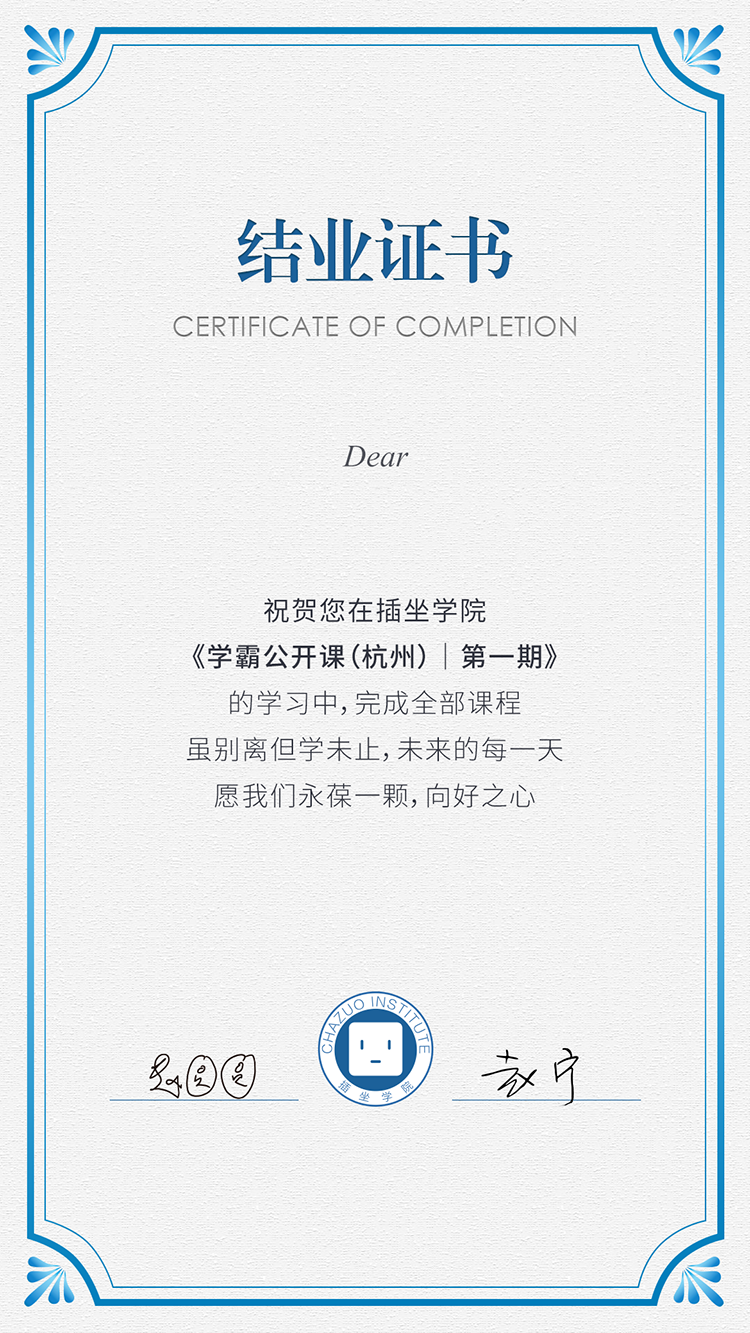 结业证书
CERTIFICATE OF COMPLETION
Dear
祝贺您在插坐学院
《学霸公开课（杭州）｜第一期》
的学习中，完成全部课程
虽别离但学未止，未来的每一天
愿我们永葆一颗，向好之心
CHAZUO INSTITUTE
插坐学院